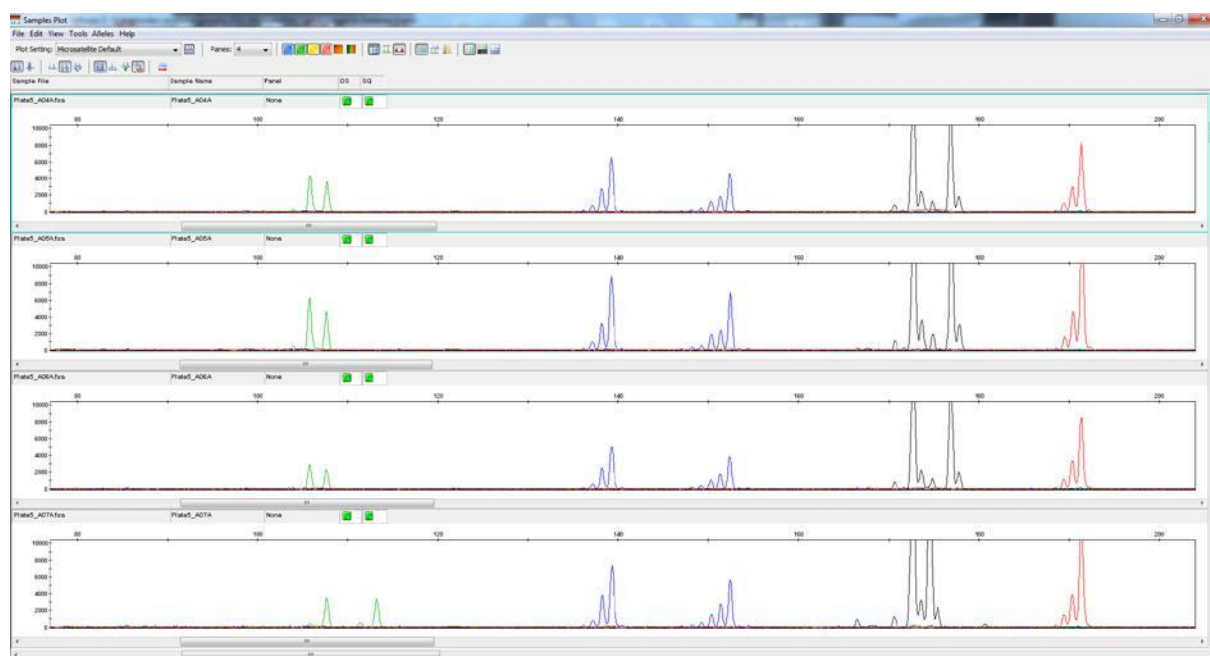 Samples Plot
File Edit View Tools Alleles Help
Plot Setting: Microsatellite Default Panes: 4
Sample File Sample Name Panel OS SQ
Plate5_A04A.fsa Plate5_A04A None
80 100 120 140 160 180 200
10000
8000
6000
4000
2000
0
Plate5_A05A.fsa Plate5_A05A None
80 100 120 140 160 180 200
10000
8000
6000
4000
2000
0
Plate5_A06A.fsa Plate5_A06A None
80 100 120 140 160 180 200
10000
8000
6000
4000
2000
0
Plate5_A07A.fsa Plate5_A07A None
80 100 120 140 160 180 200
10000
8000
6000
4000
2000
0